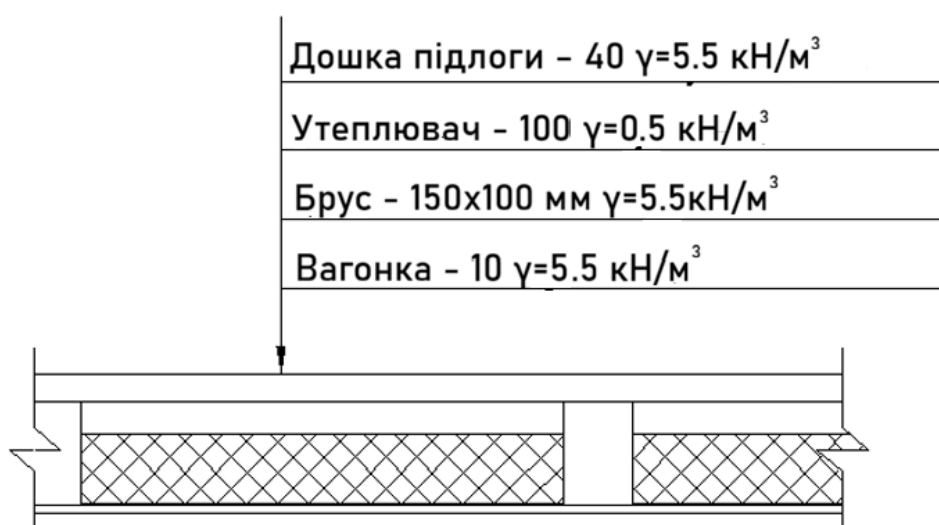 Дошка підлоги - 40 γ=5.5 кН/м³
Утеплювач - 100 γ=0.5 кН/м³
Брус - 150х100 мм γ=5.5кН/м³
Вагонка - 10 γ=5.5 кН/м³